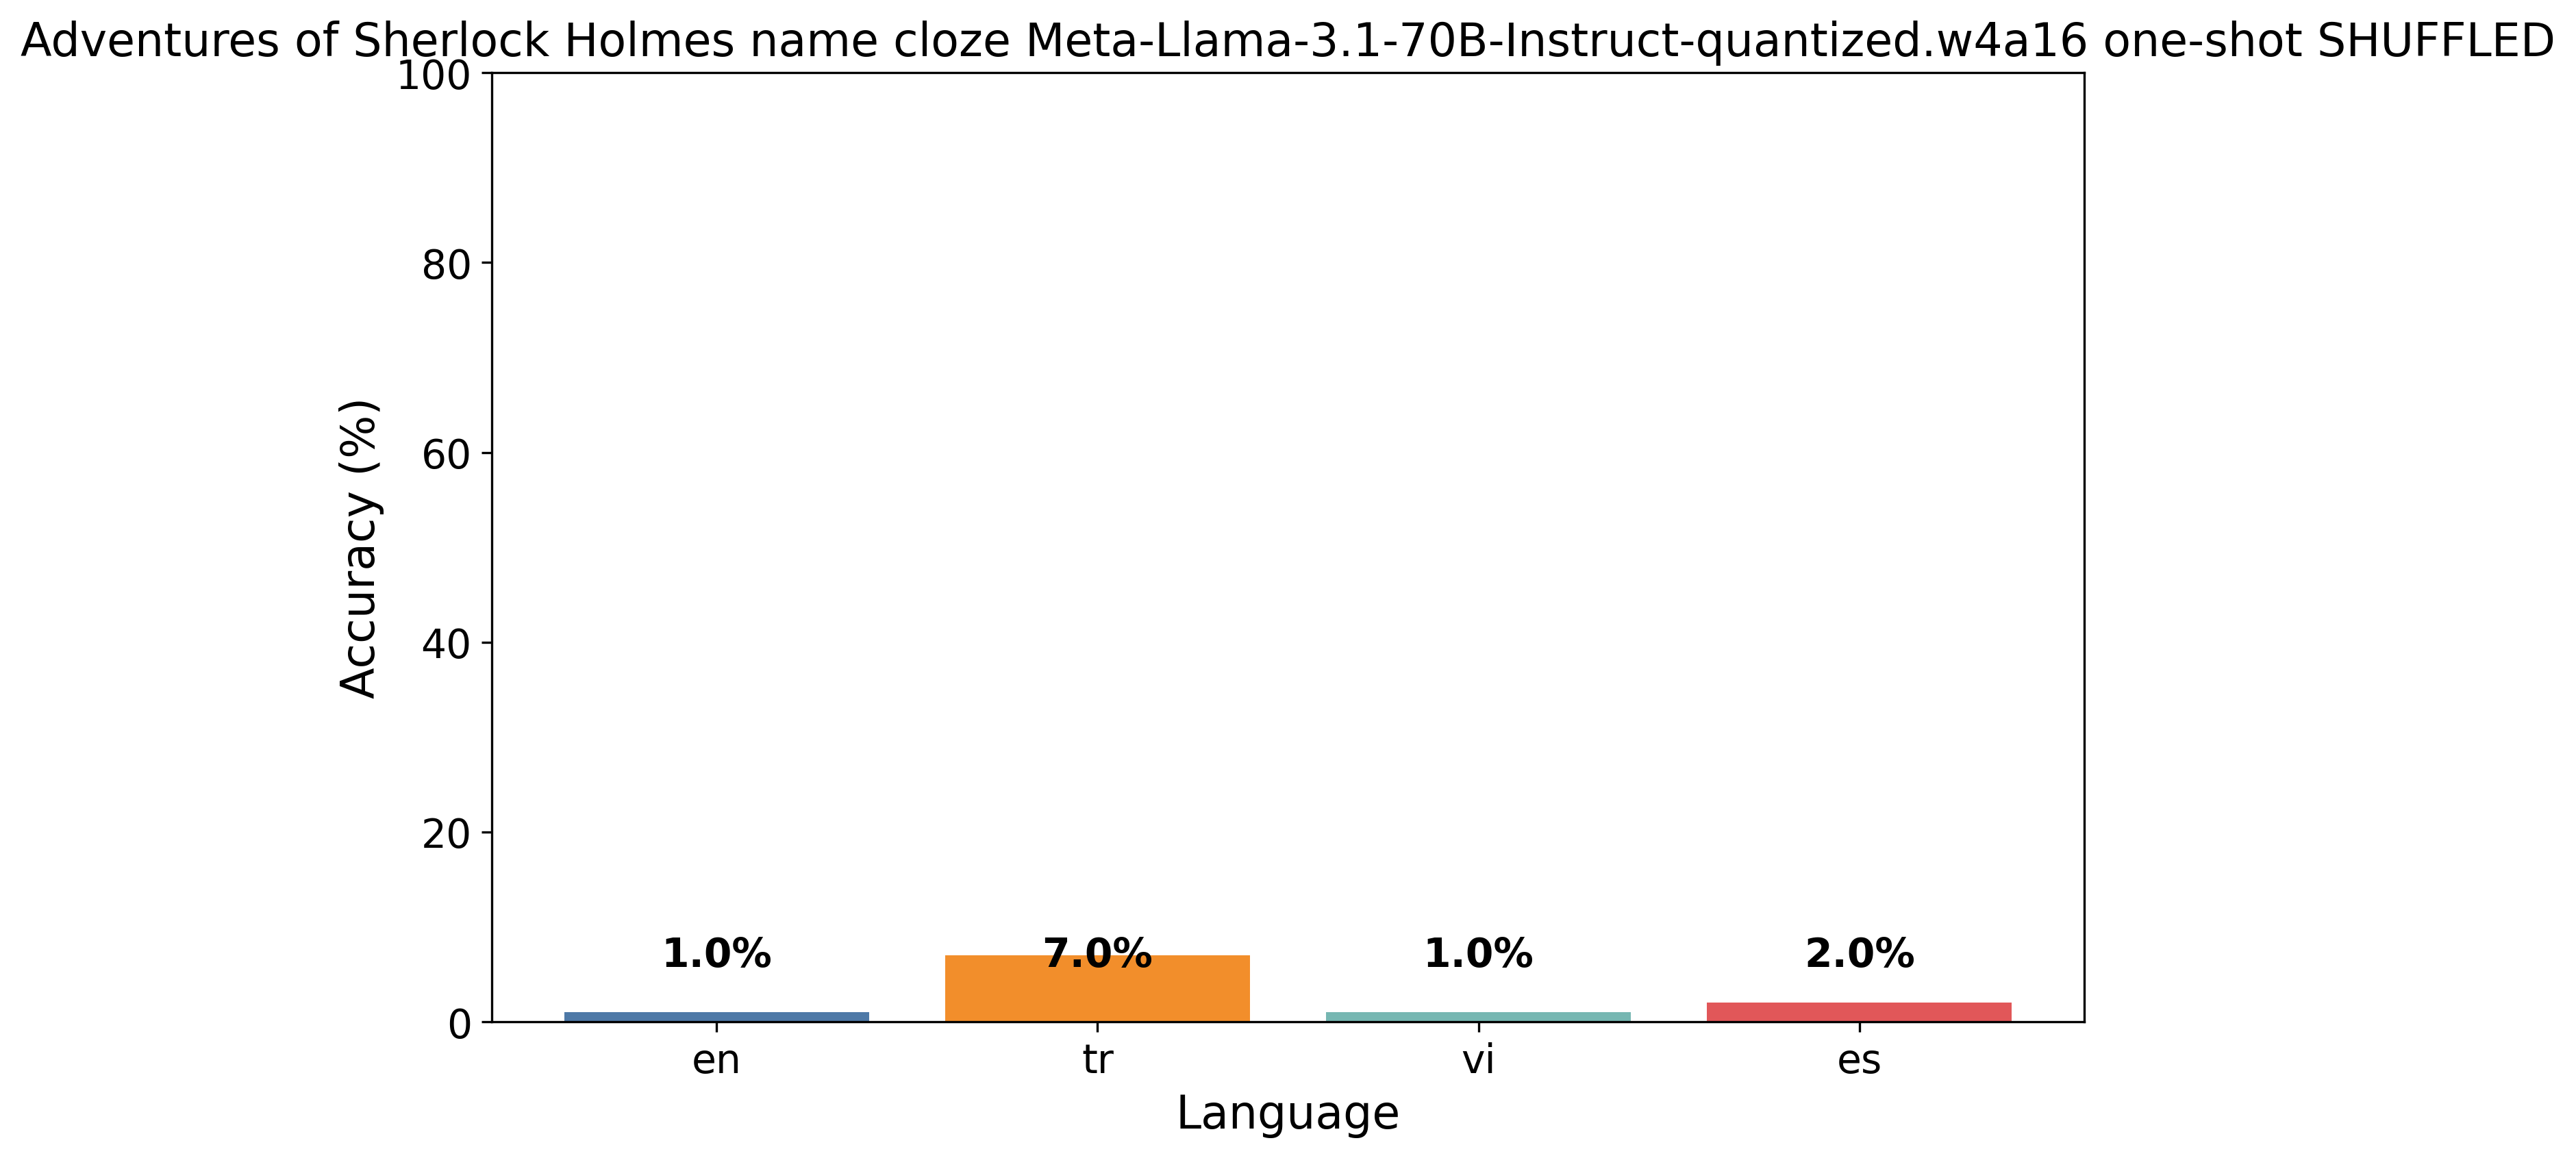 Adventures of Sherlock Holmes name cloze Meta-Llama-3.1-70B-Instruct-quantized.w4a16 one-shot SHUFFLED
100
80
60
40
20
0
Accuracy (%)
1.0%
7.0%
1.0%
2.0%
en
tr
vi
es
Language